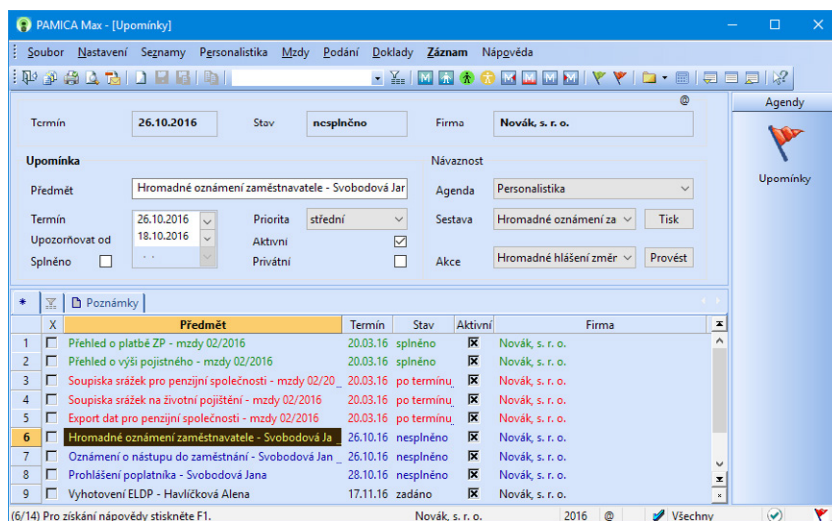 PAMICA Max - [Upomínky]
Soubor Nastavení Seznamy Personalistika Mzdy Podání Doklady Záznam Nápověda
@ Agendy
Termín 26.10.2016 Stav nesplněno Firma Novák, s. r. o.
Upomínky
Upomínka Návaznost
Předmět Hromadné oznámení zaměstnavatele - Svobodová Jar Agenda Personalistika
Termín 26.10.2016 Priorita střední Sestava Hromadné oznámení za Tisk
Upozorňovat od 18.10.2016 Aktivní
Splněno . . Privátní Akce Hromadné hlášení změr Provést
* Poznámky
X Předmět Termín Stav Aktivní Firma
1 Přehled o platbě ZP - mzdy 02/2016 20.03.16 splněno Novák, s. r. o.
2 Přehled o výši pojistného - mzdy 02/2016 20.03.16 splněno Novák, s. r. o.
3 Soupiska srážek pro penzijní společnosti - mzdy 02/20 20.03.16 po termínu Novák, s. r. o.
4 Soupiska srážek na životní pojištění - mzdy 02/2016 20.03.16 po termínu Novák, s. r. o.
5 Export dat pro penzijní společnosti - mzdy 02/2016 20.03.16 po termínu Novák, s. r. o.
6 Hromadné oznámení zaměstnavatele - Svobodová Ja 26.10.16 nesplněno Novák, s. r. o.
7 Oznámení o nástupu do zaměstnání - Svobodová Jan 26.10.16 nesplněno Novák, s. r. o.
8 Prohlášení poplatníka - Svobodová Jana 28.10.16 nesplněno Novák, s. r. o.
9 Vyhotovení ELDP - Havlíčková Alena 17.11.16 zadáno Novák, s. r. o.
(6/14) Pro získání nápovědy stiskněte F1. Novák, s. r. o. 2016 @ Všechny